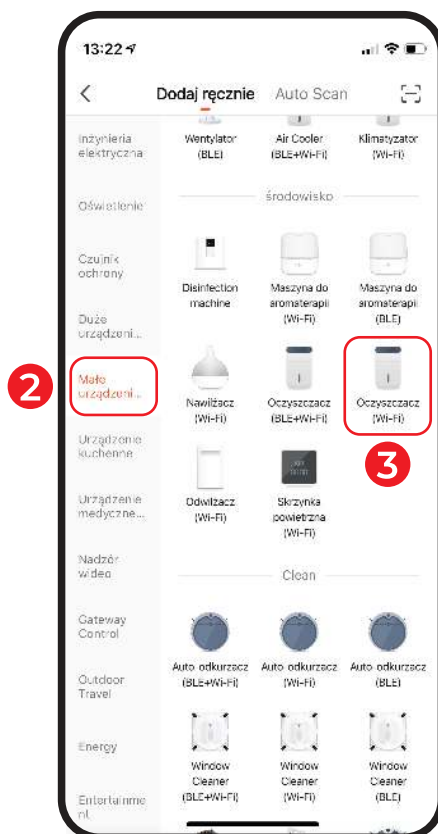 13:22
Dodaj ręcznie Auto Scan
Inżynieria
elektryczna
Oświetlenie
Czujnik
ochrony
Duże
urządzeni...
2
Małe
urządzeni...
Urządzenie
kuchenne
Urządzenie
medyczne...
Nadzór
wideo
Gateway
Control
Outdoor
Travel
Energy
Entertainme
nt
Wentylator
(BLE)
Air Cooler
(BLE+Wi-Fi)
Klimatyzator
(Wi-Fi)
środowisko
Disinfection
machine
Maszyna do
aromaterapii
(Wi-Fi)
Maszyna do
aromaterapii
(BLE)
Nawilżacz
(Wi-Fi)
Oczyszczacz
(BLE+Wi-Fi)
Oczyszczacz
(Wi-Fi)
3
Odwilżacz
(Wi-Fi)
Skrzynka
powietrzna
(Wi-Fi)
Clean
Auto odkurzacz
(BLE+Wi-Fi)
Auto odkurzacz
(Wi-Fi)
Auto odkurzacz
(BLE)
Window
Cleaner
(BLE+Wi-Fi)
Window
Cleaner
(Wi-Fi)
Window
Cleaner
(BLE)